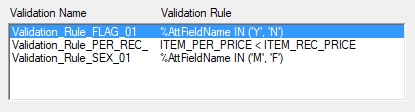 Validation Name Validation Rule
Validation_Rule_FLAG_01 %AttFieldName IN ('Y', 'N')
Validation_Rule_PER_REC_ ITEM_PER_PRICE < ITEM_REC_PRICE
Validation_Rule_SEX_01 %AttFieldName IN ('M', 'F')